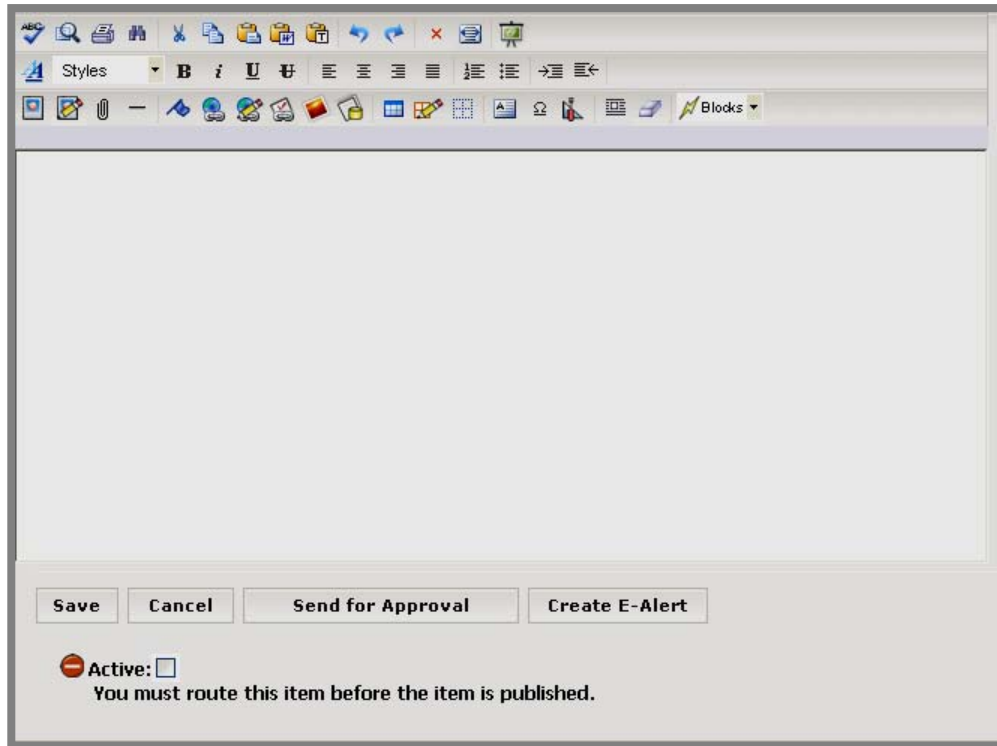 ABC
Styles B i U U
Ω Blocks
Save Cancel Send for Approval Create E-Alert
Active:
You must route this item before the item is published.